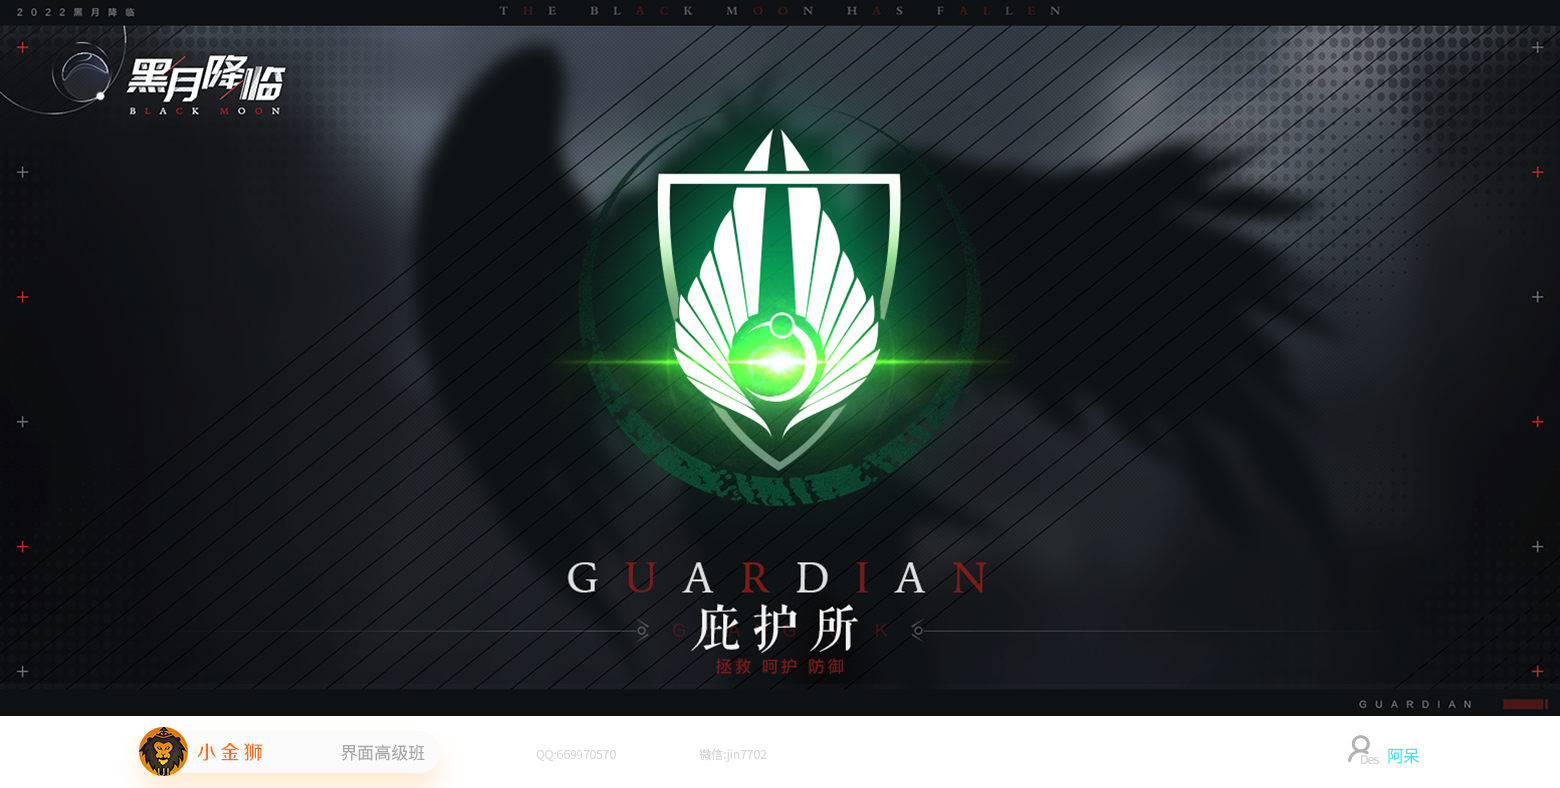 2022黑月降临
THE BLACK MOON HAS FALLEN
黑月降临
BLACK MOON
GUARDIAN
庇护所
拯救 呵护 防御
GUARDIAN
小金狮
界面高级班
QQ:669970570
微信:jin7702
Des
阿呆
UI